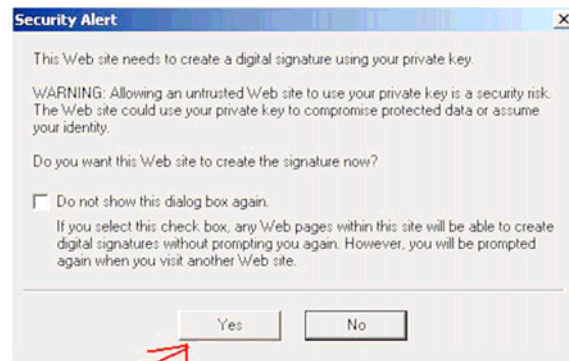 Security Alert
This Web site needs to create a digital signature using your private key.
WARNING: Allowing an untrusted Web site to use your private key is a security risk.
The Web site could use your private key to compromise protected data or assume
your identity.
Do you want this Web site to create the signature now?
Do not show this dialog box again.
If you select this check box, any Web pages within this site will be able to create
digital signatures without prompting you again. However, you will be prompted
again when you visit another Web site.
Yes
No